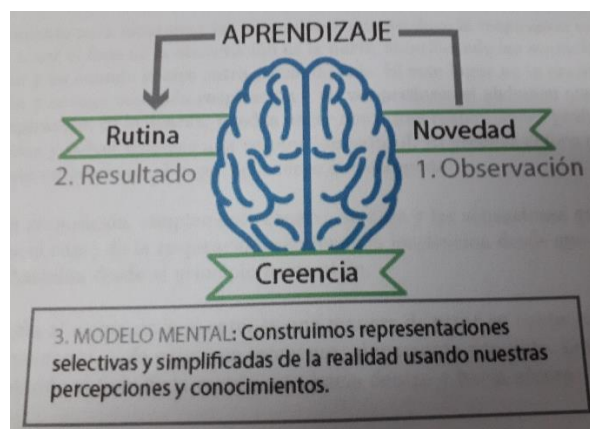 APRENDIZAJE
Rutina
Novedad
2. Resultado
1. Observación
Creencia
3. MODELO MENTAL: Construimos representaciones
selectivas y simplificadas de la realidad usando nuestras
percepciones y conocimientos.